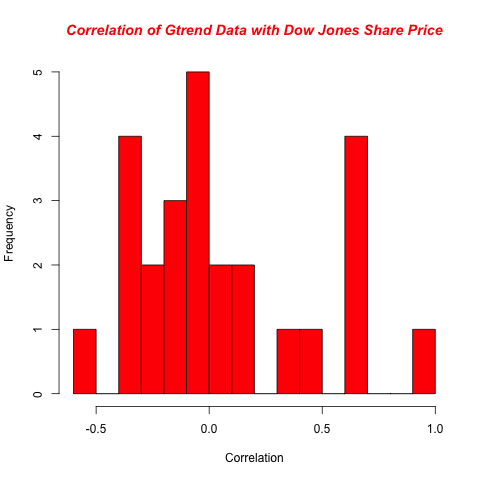 Correlation of Gtrend Data with Dow Jones Share Price
Frequency
5
4
3
2
1
0
-0.5 0.0 0.5 1.0
Correlation